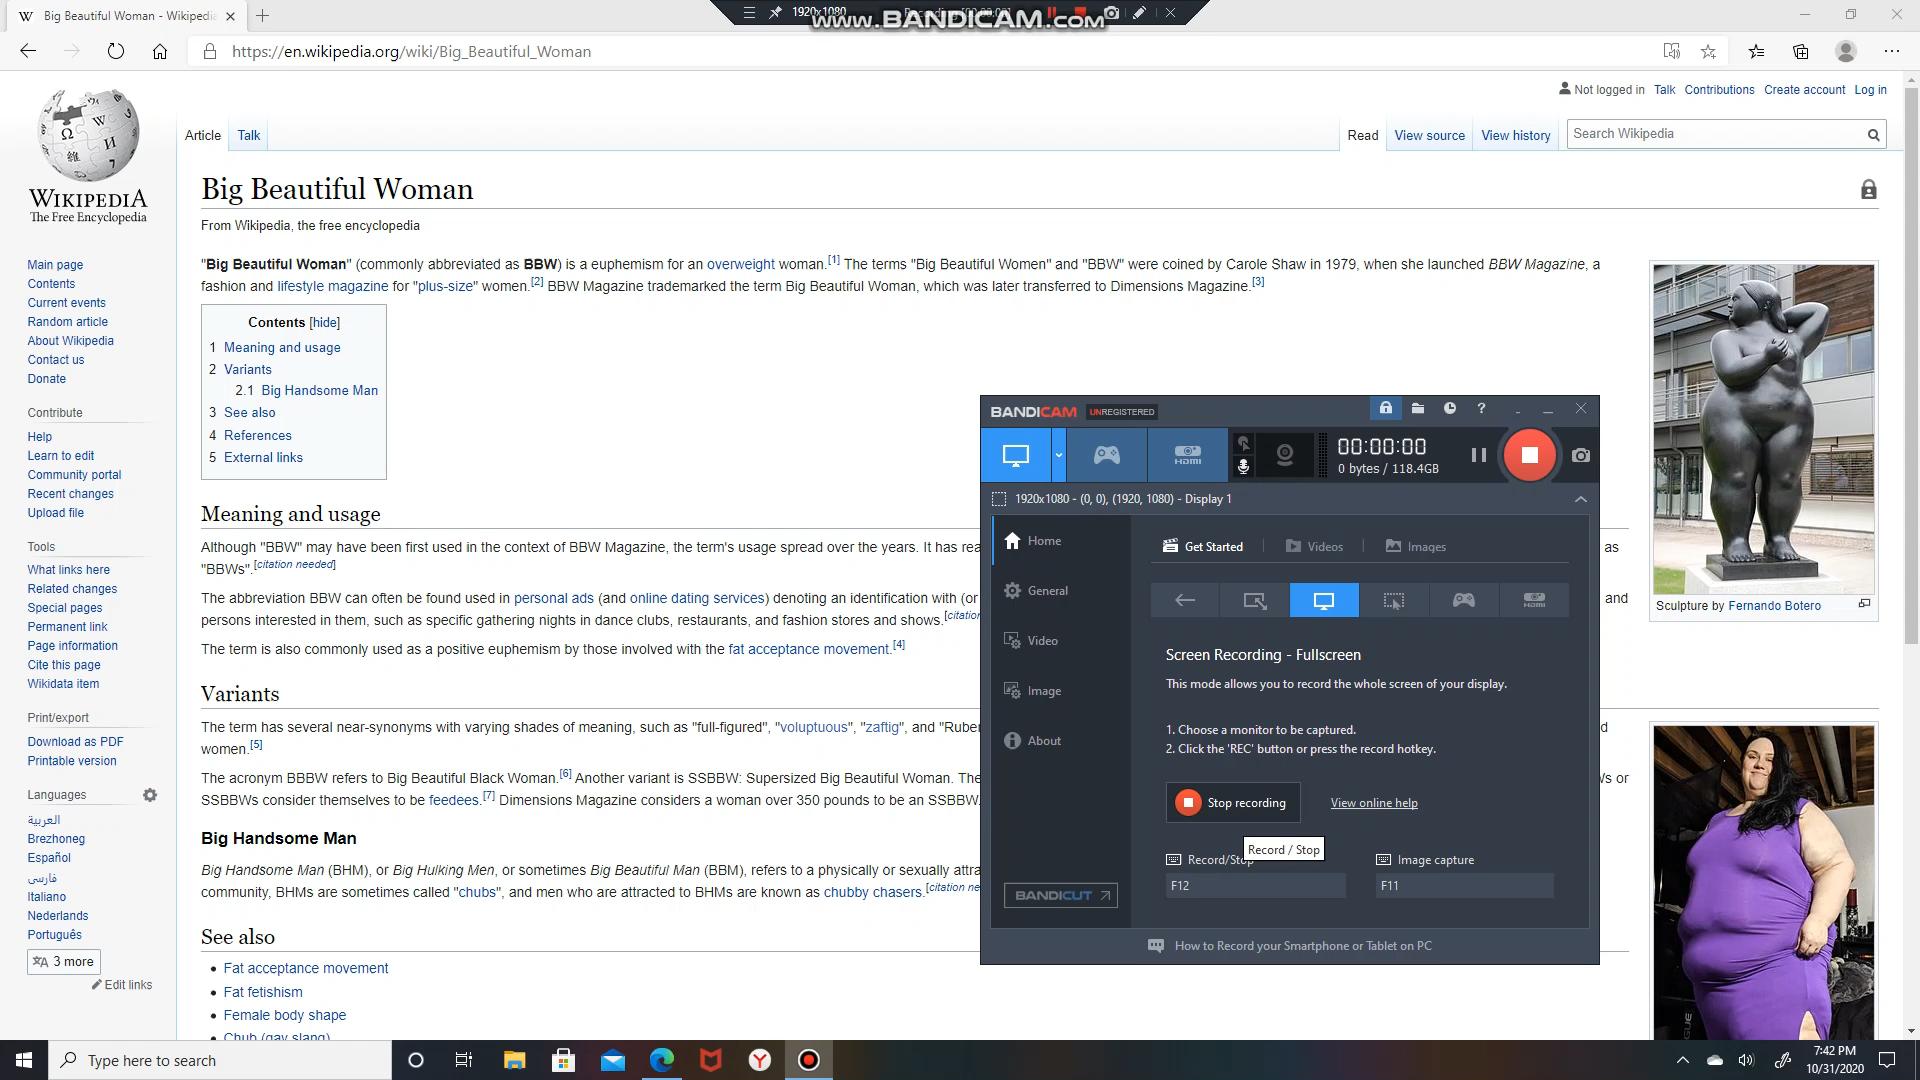 Big Beautiful Woman - Wikipedia
1920x1080
www.BANDICAM.com
https://en.wikipedia.org/wiki/Big_Beautiful_Woman
Not logged in Talk Contributions Create account Log in
Article Talk
Read View source View history Search Wikipedia
WIKIPEDIA
The Free Encyclopedia
Main page
Contents
Current events
Random article
About Wikipedia
Contact us
Donate
Contribute
Help
Learn to edit
Community portal
Recent changes
Upload file
Tools
What links here
Related changes
Special pages
Permanent link
Page information
Cite this page
Wikidata item
Print/export
Download as PDF
Printable version
Languages
العربية
Brezhoneg
Español
فارسی
Italiano
Nederlands
Português
3 more
Edit links
Big Beautiful Woman
From Wikipedia, the free encyclopedia
"Big Beautiful Woman" (commonly abbreviated as BBW) is a euphemism for an overweight woman.[1] The terms "Big Beautiful Women" and "BBW" were coined by Carole Shaw in 1979, when she launched BBW Magazine, a
fashion and lifestyle magazine for "plus-size" women.[2] BBW Magazine trademarked the term Big Beautiful Woman, which was later transferred to Dimensions Magazine.[3]
Contents [hide]
1 Meaning and usage
2 Variants
2.1 Big Handsome Man
3 See also
4 References
5 External links
Meaning and usage
Although "BBW" may have been first used in the context of BBW Magazine, the term's usage spread over the years. It has rea
as
"BBWs".[citation needed]
The abbreviation BBW can often be found used in personal ads (and online dating services) denoting an identification with (or
and
persons interested in them, such as specific gathering nights in dance clubs, restaurants, and fashion stores and shows.[citation
The term is also commonly used as a positive euphemism by those involved with the fat acceptance movement.[4]
Variants
The term has several near-synonyms with varying shades of meaning, such as "full-figured", "voluptuous", "zaftig", and "Ruben
d
women.[5]
The acronym BBBW refers to Big Beautiful Black Woman.[6] Another variant is SSBBW: Supersized Big Beautiful Woman. The
Vs or
SSBBWs consider themselves to be feedees.[7] Dimensions Magazine considers a woman over 350 pounds to be an SSBBW.
Big Handsome Man
Big Handsome Man (BHM), or Big Hulking Men, or sometimes Big Beautiful Man (BBM), refers to a physically or sexually attra
community, BHMs are sometimes called "chubs", and men who are attracted to BHMs are known as chubby chasers.[citation ne
See also
Fat acceptance movement
Fat fetishism
Female body shape
Chub (gay slang)
Sculpture by Fernando Botero
BANDICAM UNREGISTERED
HDMI
00:00:00
0 bytes / 118.4GB
1920x1080 - (0, 0), (1920, 1080) - Display 1
Home
General
Video
Image
About
BANDICUT
Get Started Videos Images
HDMI
Screen Recording - Fullscreen
This mode allows you to record the whole screen of your display.
1. Choose a monitor to be captured.
2. Click the 'REC' button or press the record hotkey.
Stop recording View online help
Record / Stop
Record/Stop Image capture
F12 F11
How to Record your Smartphone or Tablet on PC
Type here to search
7:42 PM
10/31/2020